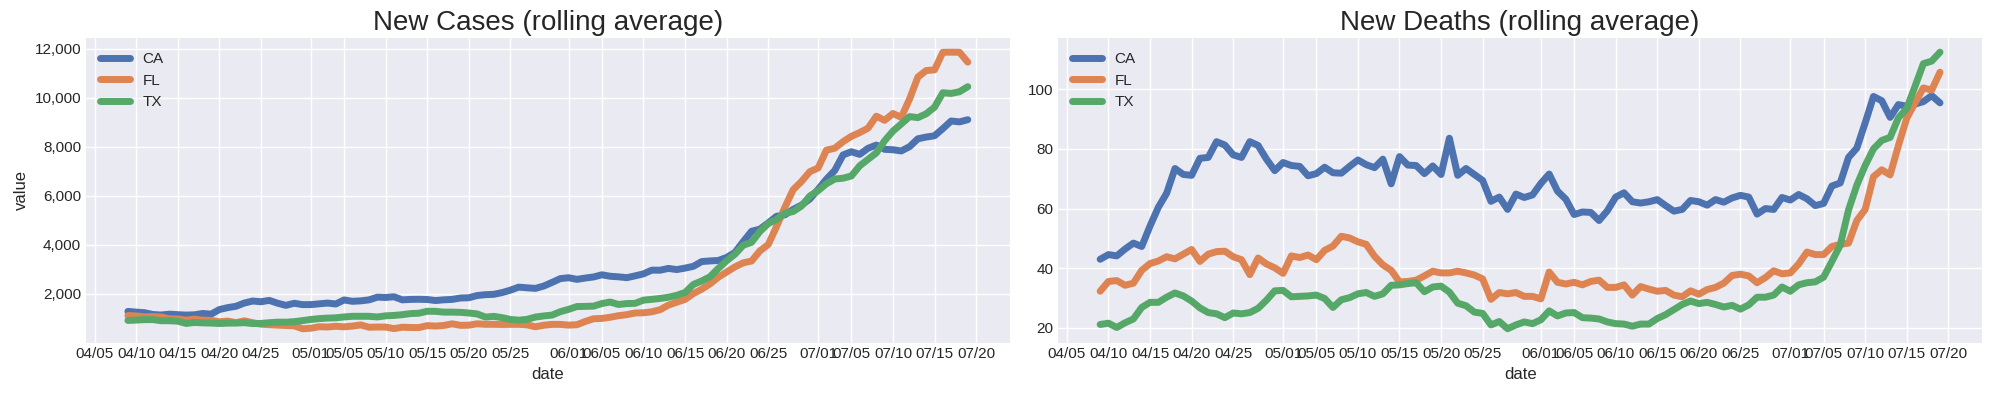 New Cases (rolling average)
CA
FL
TX
12,000
10,000
8,000
6,000
4,000
2,000
value
04/05 04/10 04/15 04/20 04/25 05/01 05/05 05/10 05/15 05/20 05/25 06/01 06/05 06/10 06/15 06/20 06/25 07/01 07/05 07/10 07/15 07/20
date
New Deaths (rolling average)
CA
FL
TX
100
80
60
40
20
04/05 04/10 04/15 04/20 04/25 05/01 05/05 05/10 05/15 05/20 05/25 06/01 06/05 06/10 06/15 06/20 06/25 07/01 07/05 07/10 07/15 07/20
date